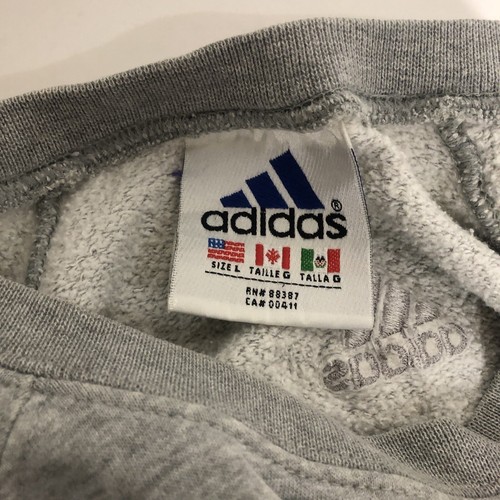 adidas®
SIZE L TAILLE G TALLA G
RN# 88387
CA# 00411
adidas